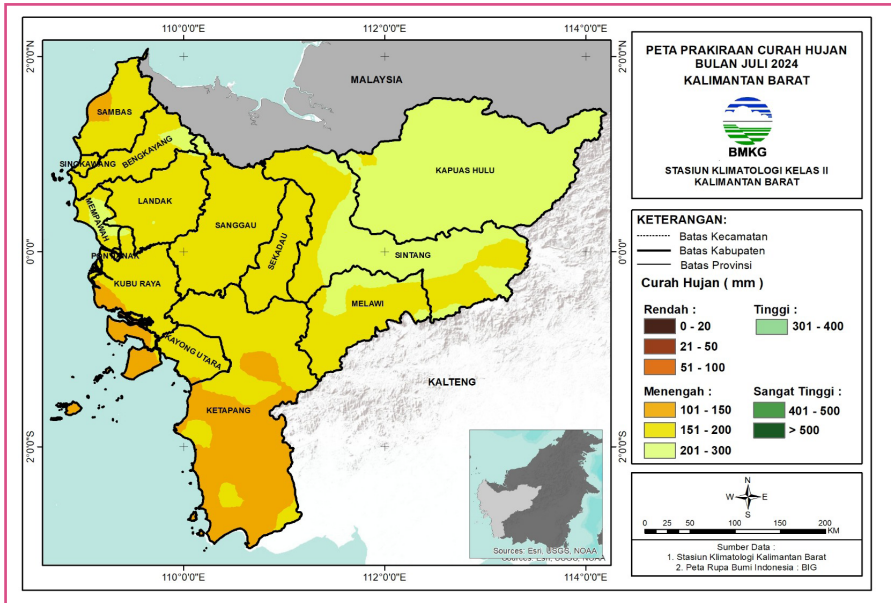 110°0'0"E
112°0'0"E
114°0'0"E
2°0'0"N
0°0'0"
2°0'0"S
2°0'0"N
0°0'0"
2°0'0"S
110°0'0"E
112°0'0"E
114°0'0"E
MALAYSIA
SAMBAS
BENGKAYANG
SINGKAWANG
KAPUAS HULU
LANDAK
MEMPAWAH
SANGGAU
SEKADAU
SINTANG
KUBU RAYA
MELAWI
KAYONG UTARA
KALTENG
KETAPANG
Sources: Esri, USGS, NOAA
Sources: Esri, USGS, NOAA
PETA PRAKIRAAN CURAH HUJAN
BULAN JULI 2024
KALIMANTAN BARAT
BMKG
STASIUN KLIMATOLOGI KELAS II
KALIMANTAN BARAT
KETERANGAN:
Batas Kecamatan
Batas Kabupaten
Batas Provinsi
Curah Hujan ( mm )
Rendah :
0 - 20
21 - 50
51 - 100
Tinggi :
301 - 400
Menengah :
101 - 150
151 - 200
201 - 300
Sangat Tinggi :
401 - 500
> 500
N
W E
S
0 25 50 100 150 200
KM
Sumber Data :
1. Stasiun Klimatologi Kalimantan Barat
2. Peta Rupa Bumi Indonesia : BIG